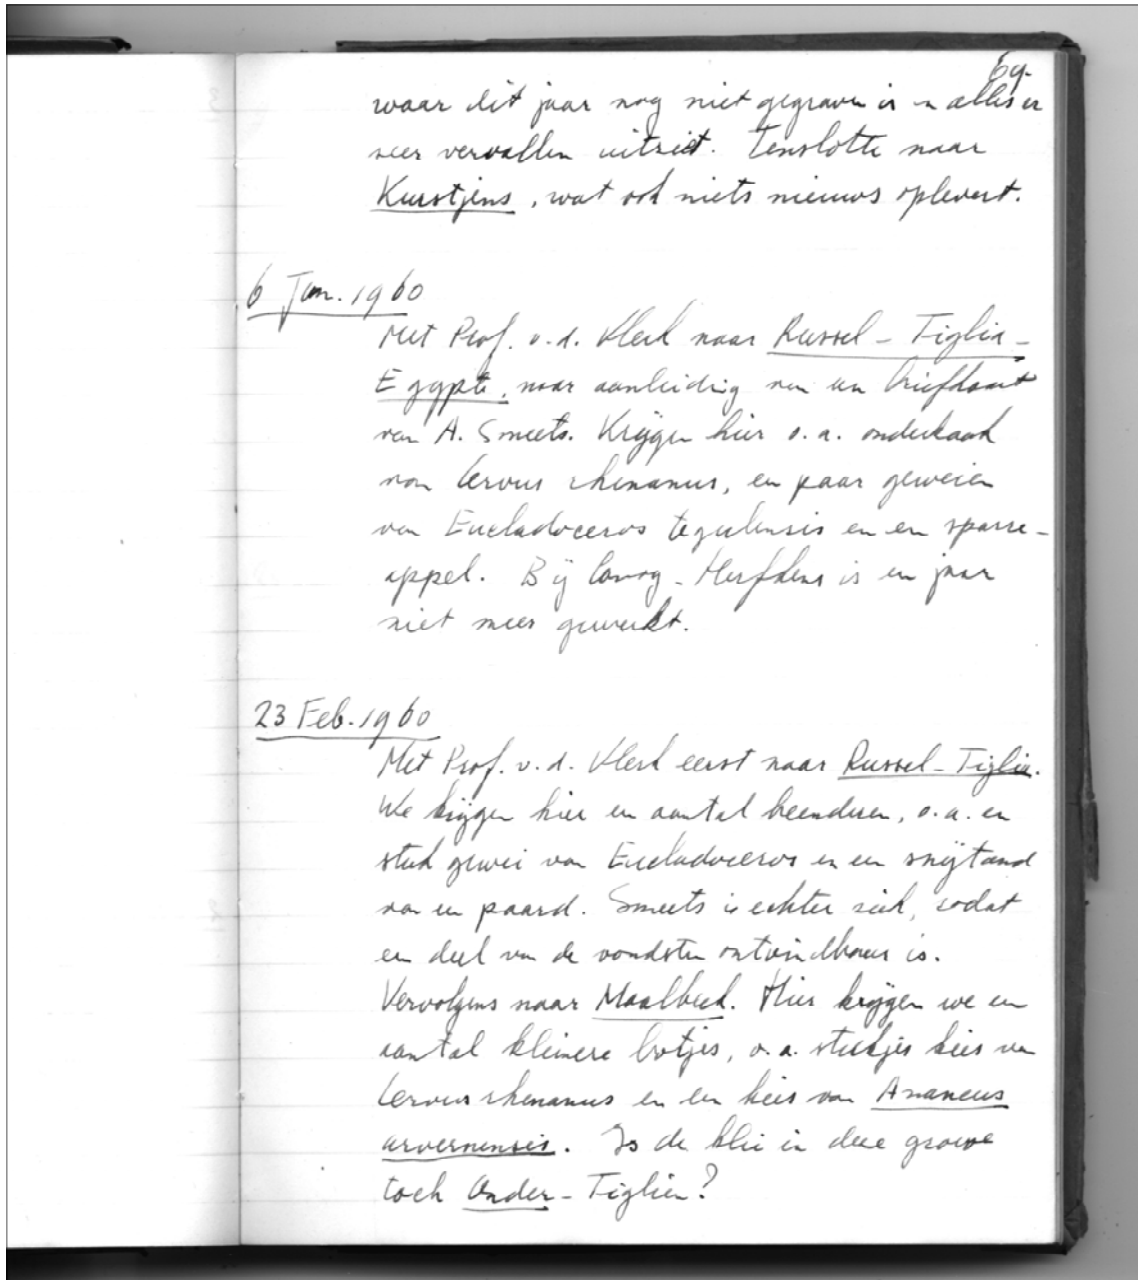 69.
waar dit jaar nog niet gegraven is en alles er
zeer vervallen uitziet. Tenslotte naar
Kurstjens, wat ook niets nieuws oplevert.
6 Jan. 1960
Met Prof. v.d. Vlerk naar Russel-Tiglia-
Egypte, naar aanleiding van een briefkaart
van A. Smeets. Krijgen hier o.a. onderkaak
van Cervus rhenanus, een paar geweien
van Eucladoceros tegulensis en een sparre-
appel. Bij Canoy-Herfkens is een jaar
niet meer gewerkt.
23 Feb. 1960
Met Prof. v.d. Vlerk eerst naar Russel-Tiglia.
We krijgen hier een aantal beenderen, o.a. een
stuk gewei van Eucladoceros en een snijtand
van een paard. Smeets is echter ziek, zodat
een deel van de vondsten onvindbaar is.
Vervolgens naar Maalbeek. Hier krijgen we een
aantal kleinere botjes, o.a. stukjes kies van
Cervus rhenanus en een kies van Anancus
arvernensis. Is de klei in deze groeve
toch Onder-Tiglien?